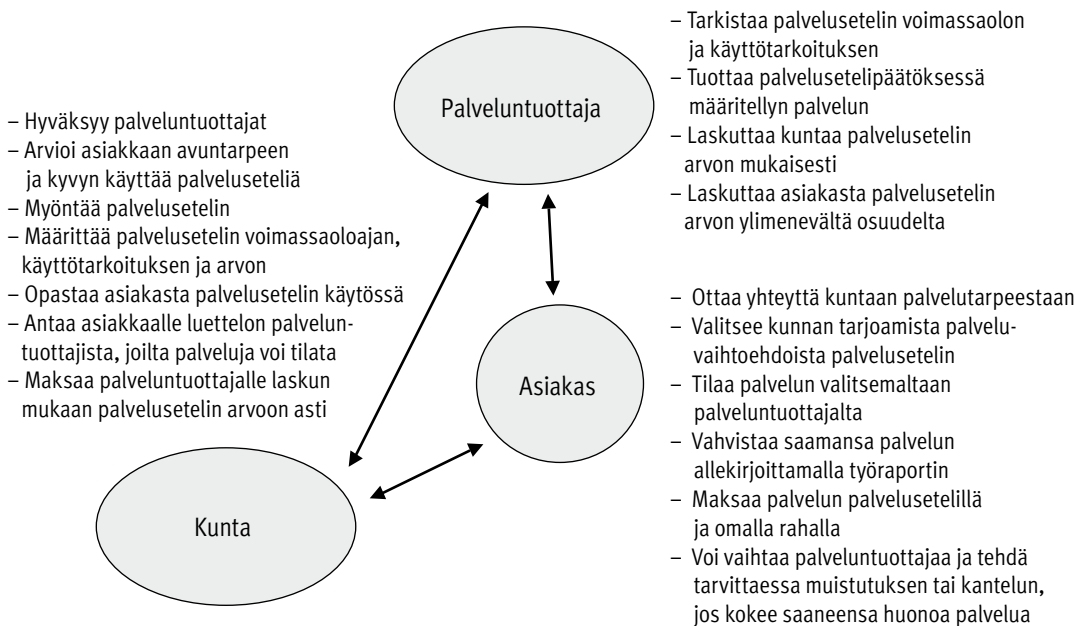 – Tarkistaa palvelusetelin voimassaolon
ja käyttötarkoituksen
– Tuottaa palvelusetelipäätöksessä
määritellyn palvelun
– Laskuttaa kuntaa palvelusetelin
arvon mukaisesti
– Laskuttaa asiakasta palvelusetelin
arvon ylimenevältä osuudelta
Palveluntuottaja
– Hyväksyy palveluntuottajat
– Arvioi asiakkaan avuntarpeen
ja kyvyn käyttää palveluseteliä
– Myöntää palvelusetelin
– Määrittää palvelusetelin voimassaoloajan,
käyttötarkoituksen ja arvon
– Opastaa asiakasta palvelusetelin käytössä
– Antaa asiakkaalle luettelon palvelun-
tuottajista, joilta palveluja voi tilata
– Maksaa palveluntuottajalle laskun
mukaan palvelusetelin arvoon asti
Asiakas
– Ottaa yhteyttä kuntaan palvelutarpeestaan
– Valitsee kunnan tarjoamista palvelu-
vaihtoehdoista palvelusetelin
– Tilaa palvelun valitsemaltaan
palveluntuottajalta
– Vahvistaa saamansa palvelun
allekirjoittamalla työraportin
– Maksaa palvelun palvelusetelillä
ja omalla rahalla
– Voi vaihtaa palveluntuottajaa ja tehdä
tarvittaessa muistutuksen tai kantelun,
jos kokee saaneensa huonoa palvelua
Kunta